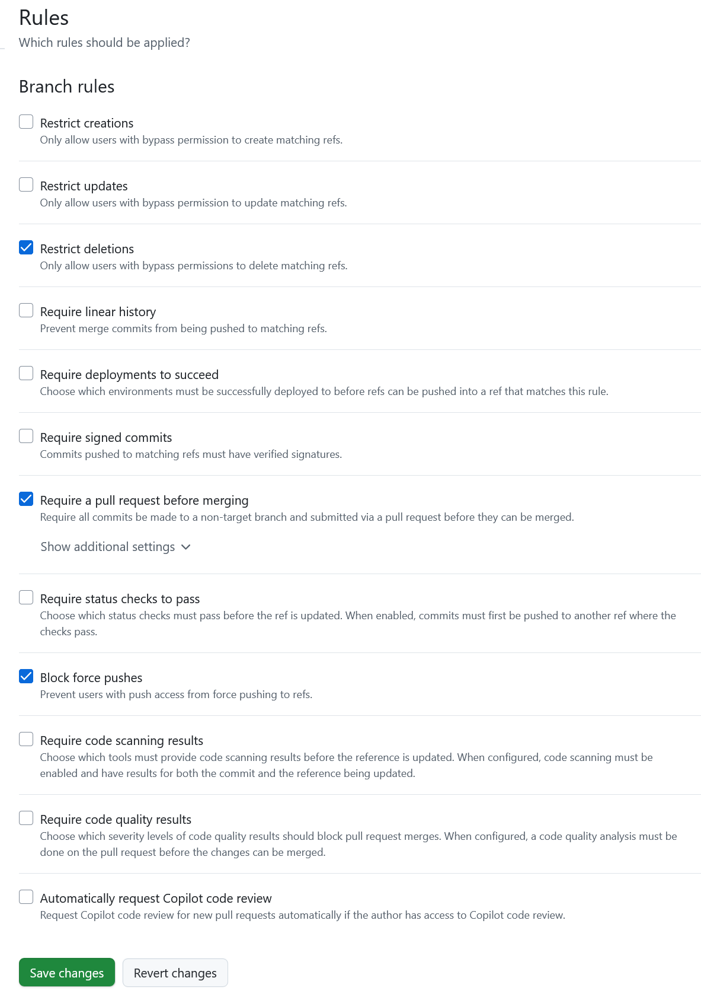 Rules
Which rules should be applied?
Branch rules
Restrict creations
Only allow users with bypass permission to create matching refs.
Restrict updates
Only allow users with bypass permission to update matching refs.
Restrict deletions
Only allow users with bypass permissions to delete matching refs.
Require linear history
Prevent merge commits from being pushed to matching refs.
Require deployments to succeed
Choose which environments must be successfully deployed to before refs can be pushed into a ref that matches this rule.
Require signed commits
Commits pushed to matching refs must have verified signatures.
Require a pull request before merging
Require all commits be made to a non-target branch and submitted via a pull request before they can be merged.
Show additional settings
Require status checks to pass
Choose which status checks must pass before the ref is updated. When enabled, commits must first be pushed to another ref where the
checks pass.
Block force pushes
Prevent users with push access from force pushing to refs.
Require code scanning results
Choose which tools must provide code scanning results before the reference is updated. When configured, code scanning must be
enabled and have results for both the commit and the reference being updated.
Require code quality results
Choose which severity levels of code quality results should block pull request merges. When configured, a code quality analysis must be
done on the pull request before the changes can be merged.
Automatically request Copilot code review
Request Copilot code review for new pull requests automatically if the author has access to Copilot code review.
Save changes
Revert changes